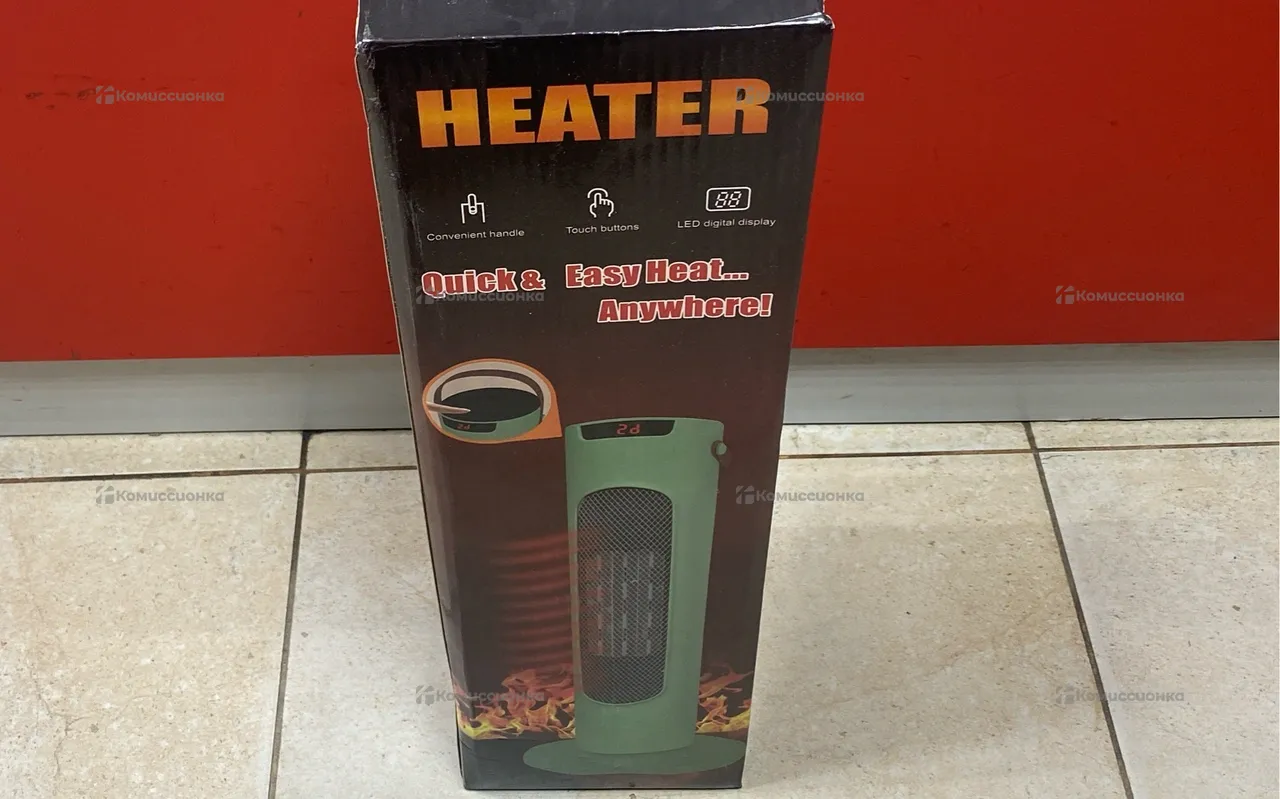 HEATER
Комиссионка
омиссионка
Convenient handle
Touch buttons
LED digital display
88
Quick & Easy Heat...
Anywhere!
Комиссионка
Комиссионка
2d
2d
Комиссионка
Комиссионка
Комиссионка
Комиссионка